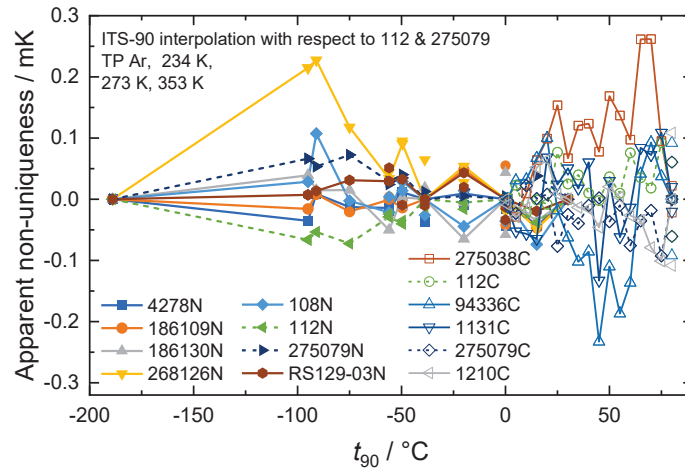 0.3
0.2
0.1
0.0
-0.1
-0.2
-0.3
Apparent non-uniqueness / mK
ITS-90 interpolation with respect to 112 & 275079
TP Ar, 234 K,
273 K, 353 K
4278N
186109N
186130N
268126N
108N
112N
275079N
RS129-03N
275038C
112C
94336C
1131C
275079C
1210C
-200
-150
-100
-50
0
50
t90 / °C